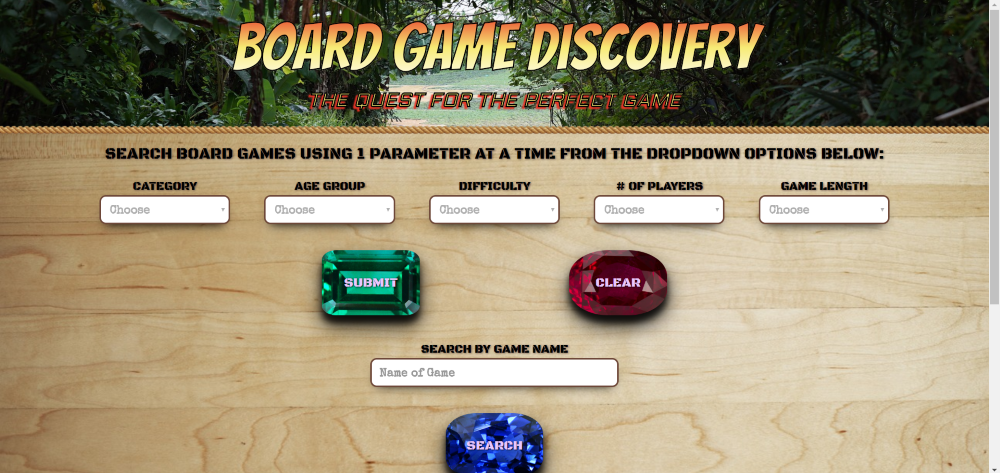 BOARD GAME DISCOVERY
THE QUEST FOR THE PERFECT GAME
SEARCH BOARD GAMES USING 1 PARAMETER AT A TIME FROM THE DROPDOWN OPTIONS BELOW:
CATEGORY AGE GROUP DIFFICULTY # OF PLAYERS GAME LENGTH
Choose Choose Choose Choose Choose
SUBMIT CLEAR
SEARCH BY GAME NAME
Name of Game
SEARCH